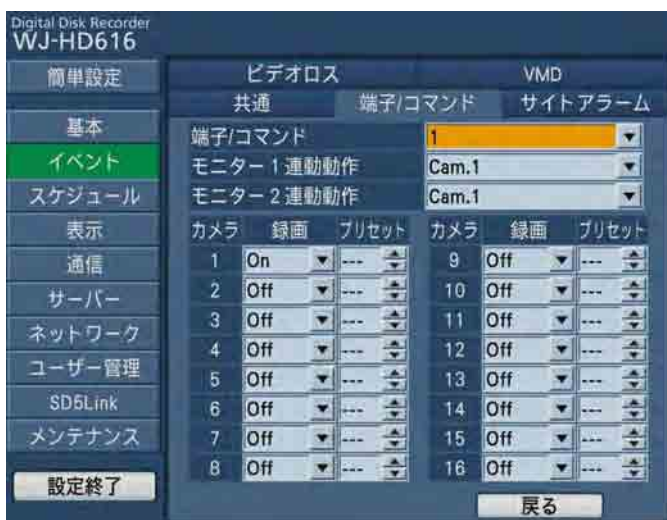 Digital Disk Recorder
WJ-HD616
簡単設定
基本
イベント
スケジュール
表示
通信
サーバー
ネットワーク
ユーザー管理
SD5Link
メンテナンス
設定終了
ビデオロス VMD
共通 端子/コマンド サイトアラーム
端子/コマンド 1
モニター1連動動作 Cam.1
モニター2連動動作 Cam.1
カメラ 録画 プリセット カメラ 録画 プリセット
1 On --- 9 Off ---
2 Off --- 10 Off ---
3 Off --- 11 Off ---
4 Off --- 12 Off ---
5 Off --- 13 Off ---
6 Off --- 14 Off ---
7 Off --- 15 Off ---
8 Off --- 16 Off ---
戻る